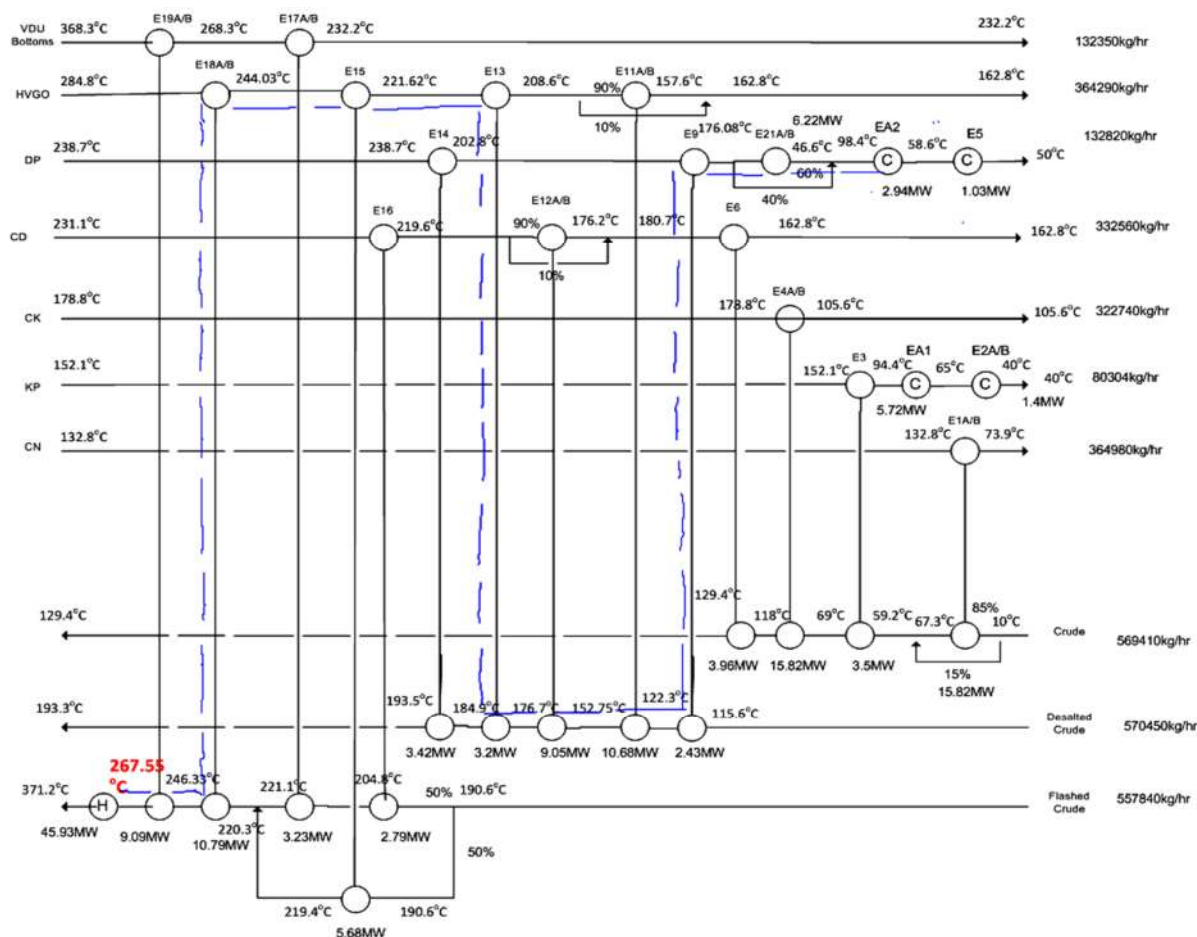 VDU Bottoms 368.3°C E19A/B 268.3°C E17A/B 232.2°C 232.2°C 132350kg/hr
HVGO 284.8°C E18A/B 244.03°C E15 221.62°C E13 208.6°C 90% E11A/B 157.6°C 162.8°C 162.8°C 364290kg/hr
10%
DP 238.7°C 238.7°C E14 202.8°C E9 176.08°C E21A/B 6.22MW 46.6°C 98.4°C EA2 58.6°C E5 50°C 132820kg/hr
60%
40% 2.94MW 1.03MW
CD 231.1°C E16 219.6°C 90% E12A/B 176.2°C 180.7°C E6 162.8°C 162.8°C 332560kg/hr
10%
CK 178.8°C 178.8°C E4A/B 105.6°C 105.6°C 322740kg/hr
KP 152.1°C 152.1°C E3 94.4°C EA1 65°C E2A/B 40°C 40°C 80304kg/hr
C C C C
5.72MW 1.4MW
CN 132.8°C 132.8°C E1A/B 73.9°C 364980kg/hr
129.4°C 129.4°C 118°C 69°C 59.2°C 67.3°C 85% 10°C Crude 569410kg/hr
3.96MW 15.82MW 3.5MW 15% 15.82MW
193.3°C 193.5°C 184.9°C 176.7°C 152.75°C 122.3°C 115.6°C Desalted Crude 570450kg/hr
3.42MW 3.2MW 9.05MW 10.68MW 2.43MW
371.2°C H 267.55 °C 246.33°C 221.1°C 204.8°C 50% 190.6°C Flashed Crude 557840kg/hr
45.93MW 9.09MW 10.79MW 220.3°C 3.23MW 2.79MW
50%
219.4°C 190.6°C
5.68MW